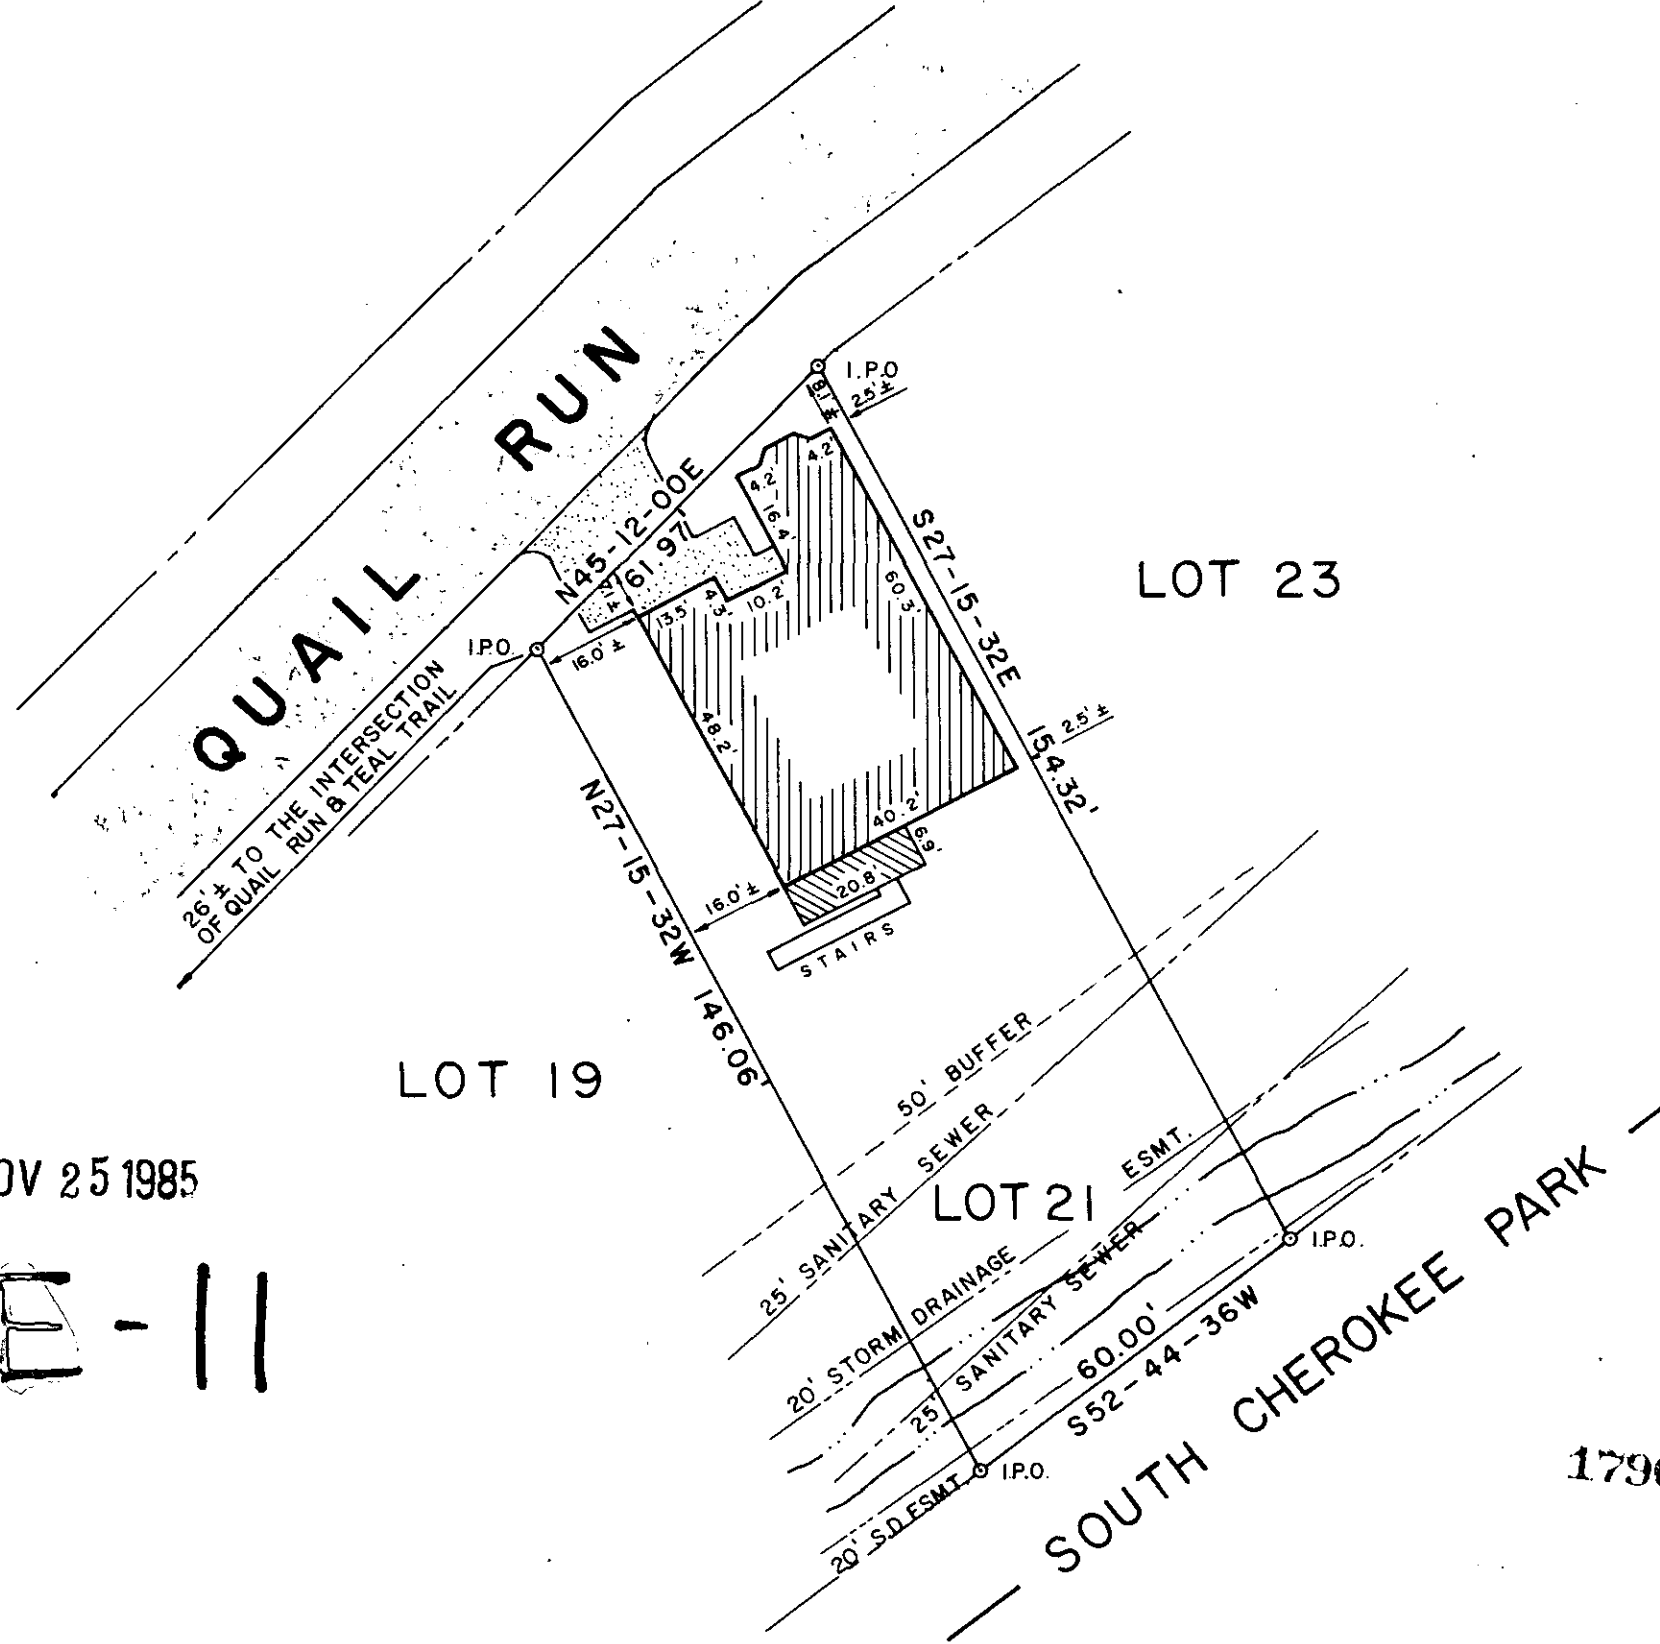 QUAIL RUN
I.P.O
8.1' ±
2.5' ±
4.2'
4.2'
16.4'
N45-12-00E
61.97'
S27-15-32E
154.32'
LOT 23
60.3'
13.5'
4.3'
10.2'
I.P.O.
16.0' ±
26' ± TO THE INTERSECTION
OF QUAIL RUN & TEAL TRAIL
48.2'
2.5' ±
40.2'
6.9'
20.8'
16.0' ±
STAIRS
N27-15-32W 146.06'
LOT 19
50' BUFFER
25' SANITARY SEWER
ESMT.
LOT 21
OV 25 1985
E-11
20' STORM DRAINAGE
25' SANITARY SEWER
I.P.O.
60.00'
S52-44-36W
I.P.O.
20' S.D. ESMT.
SOUTH CHEROKEE PARK